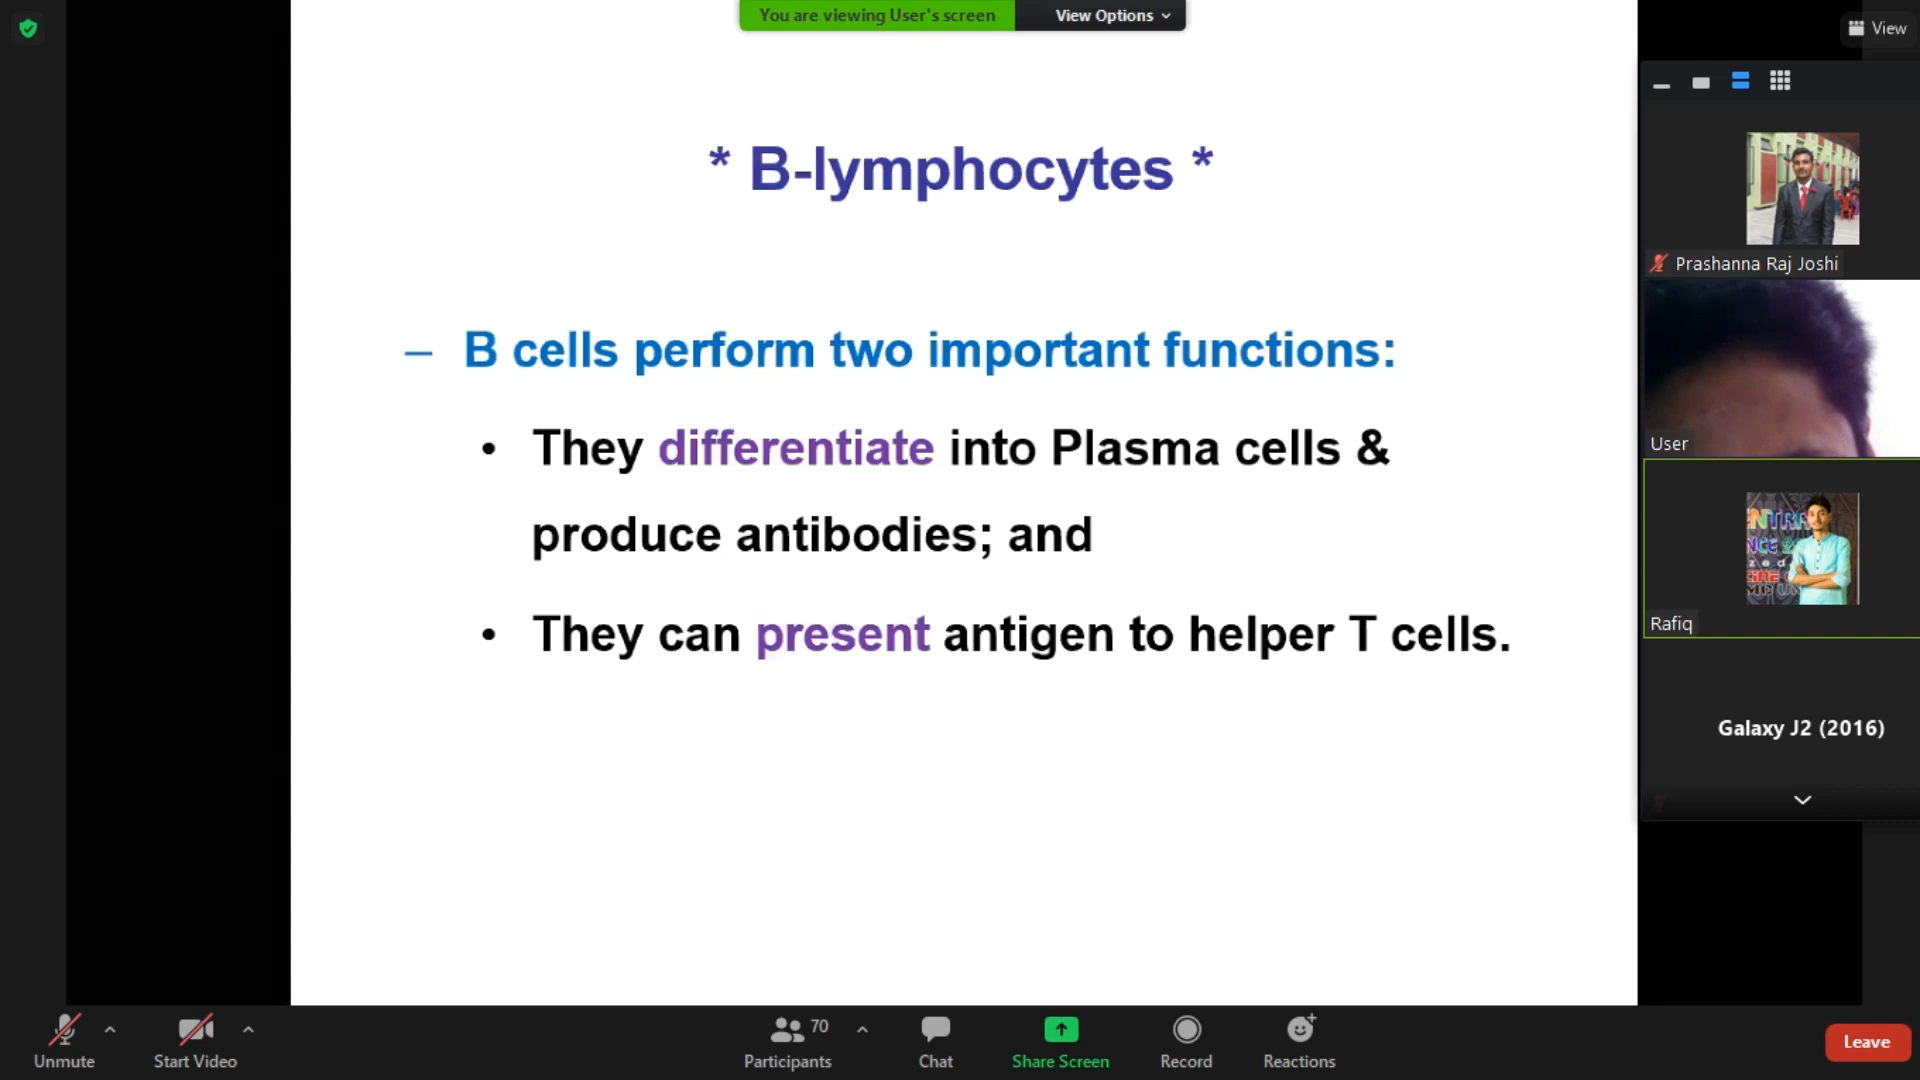 You are viewing User's screen
View Options
View
* B-lymphocytes *
– B cells perform two important functions:
• They differentiate into Plasma cells &
produce antibodies; and
• They can present antigen to helper T cells.
Prashanna Raj Joshi
User
Rafiq
Galaxy J2 (2016)
Unmute
Start Video
70
Participants
Chat
Share Screen
Record
Reactions
Leave